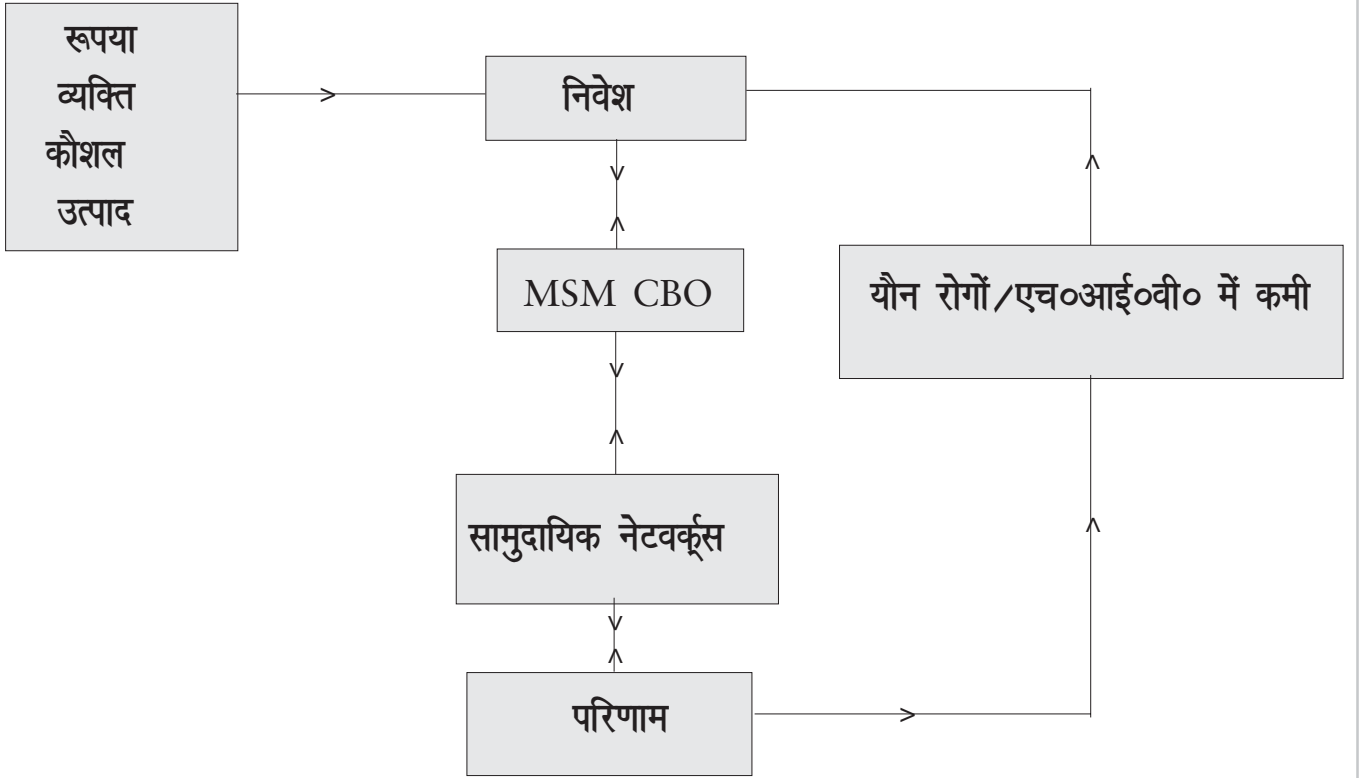 रूपया
व्यक्ति
कौशल
उत्पाद
निवेश
MSM CBO
यौन रोगों/एच०आई०वी० में कमी
सामुदायिक नेटवर्क्स
परिणाम